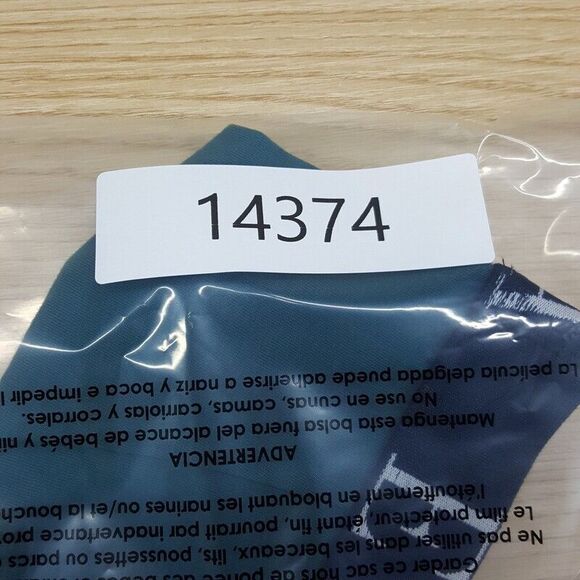 14374
Garder ce sac hors de
Ne pas utiliser dans les berceaux, lits, poussettes ou parcs
Le film protecteur étant fin, pourrait par inadvertance
l'étouffement en bloquant les narines ou/et la bouche
ADVERTENCIA
Mantenga esta bolsa fuera del alcance de bebés y
No use en cunas, camas, carriolas y corrales.
La película delgada puede adherirse a nariz y boca e impedir